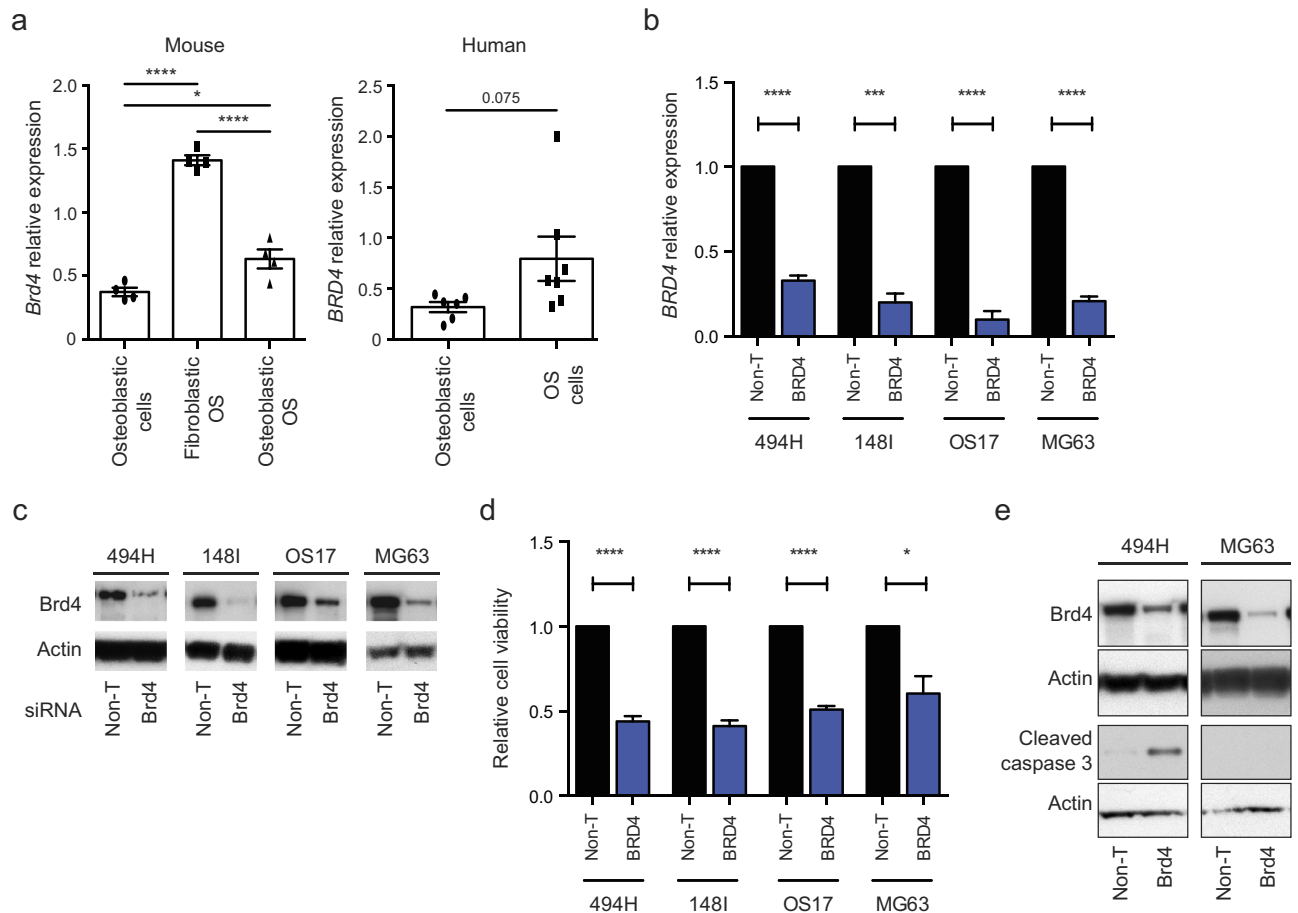 a
Mouse
Human
****
*
****
2.0
1.5
1.0
0.5
0
Brd4 relative expression
Osteoblastic
cells
Fibroblastic
OS
Osteoblastic
OS
0.075
2.5
2.0
1.5
1.0
0.5
0
BRD4 relative expression
Osteoblastic
cells
OS
cells
b
**** *** **** ****
1.5
1.0
0.5
0.0
BRD4 relative expression
Non-T BRD4 Non-T BRD4 Non-T BRD4 Non-T BRD4
494H 148I OS17 MG63
c
494H 148I OS17 MG63
Brd4
Actin
siRNA
Non-T Brd4 Non-T Brd4 Non-T Brd4 Non-T Brd4
d
**** **** **** *
1.5
1.0
0.5
0.0
Relative cell viability
Non-T BRD4 Non-T BRD4 Non-T BRD4 Non-T BRD4
494H 148I OS17 MG63
e
494H MG63
Brd4
Actin
Cleaved
caspase 3
Actin
Non-T Brd4 Non-T Brd4